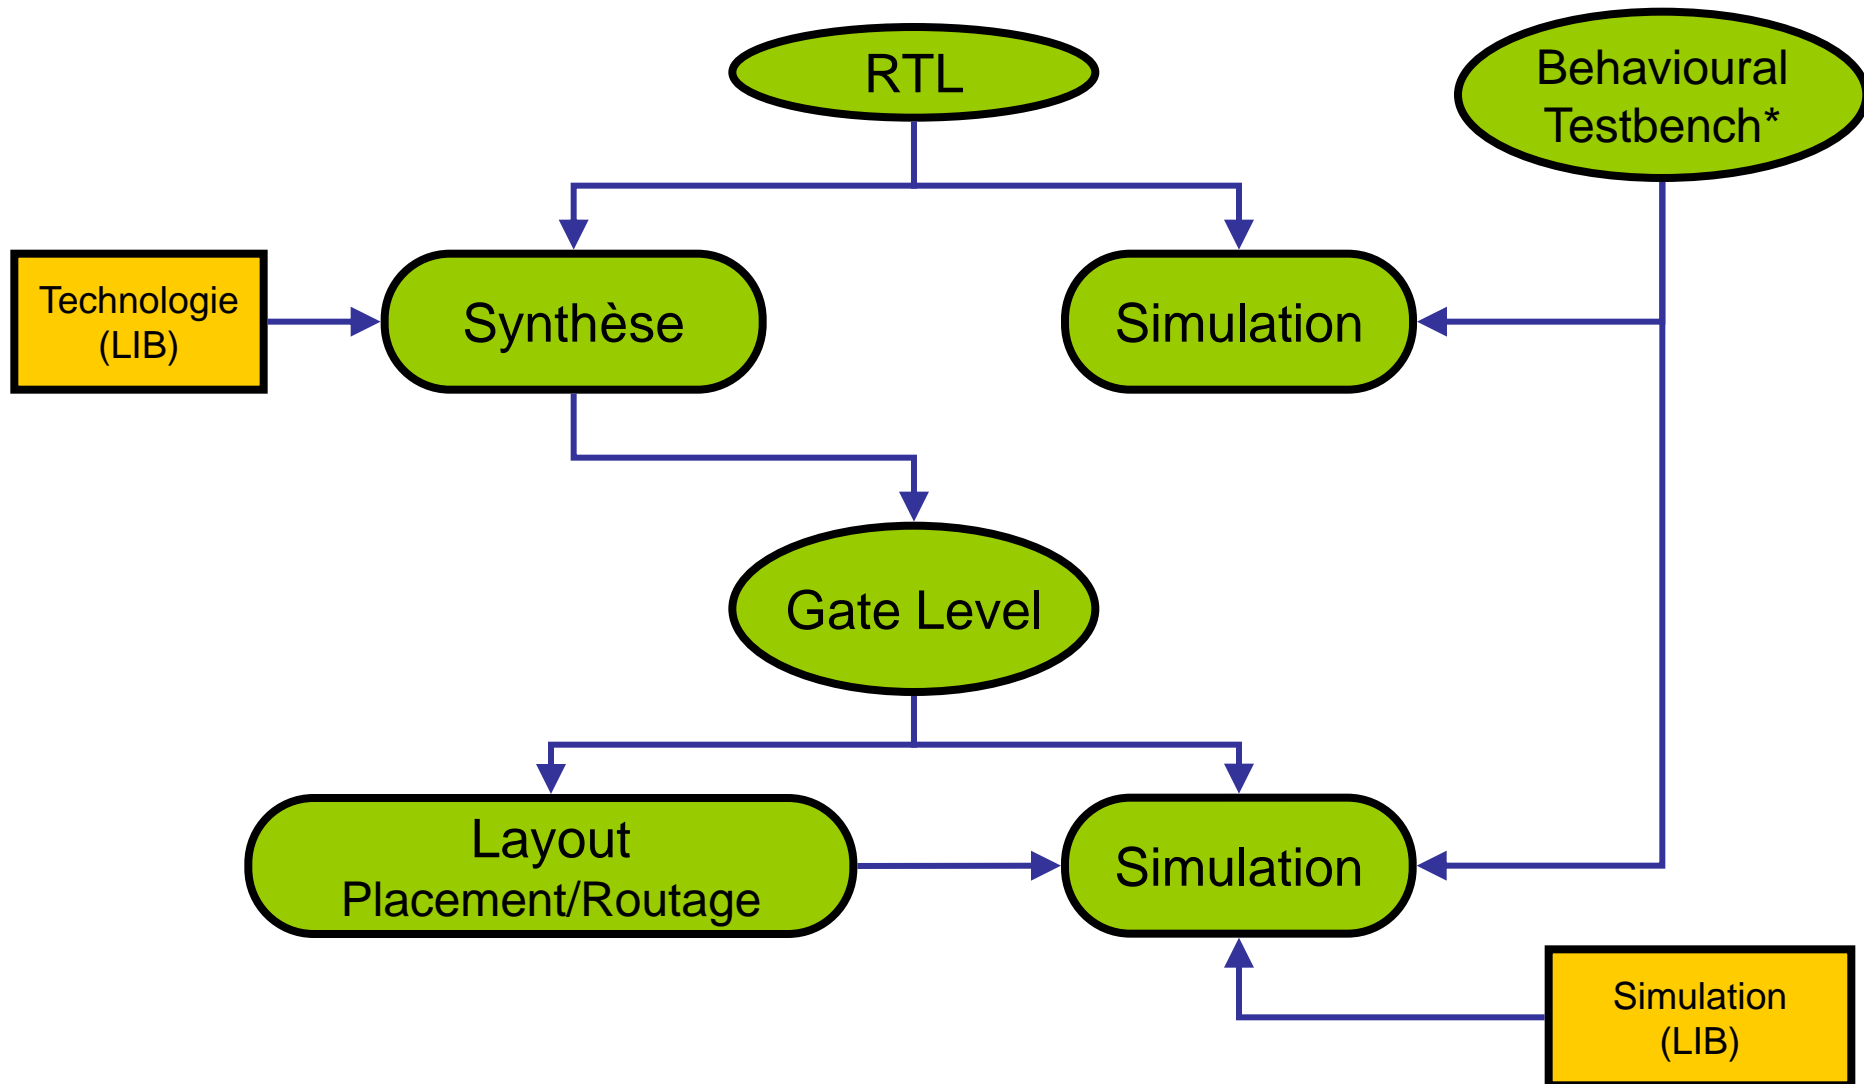 RTL
Behavioural
Testbench*
Technologie
(LIB)
Synthèse
Simulation
Gate Level
Layout
Placement/Routage
Simulation
Simulation
(LIB)